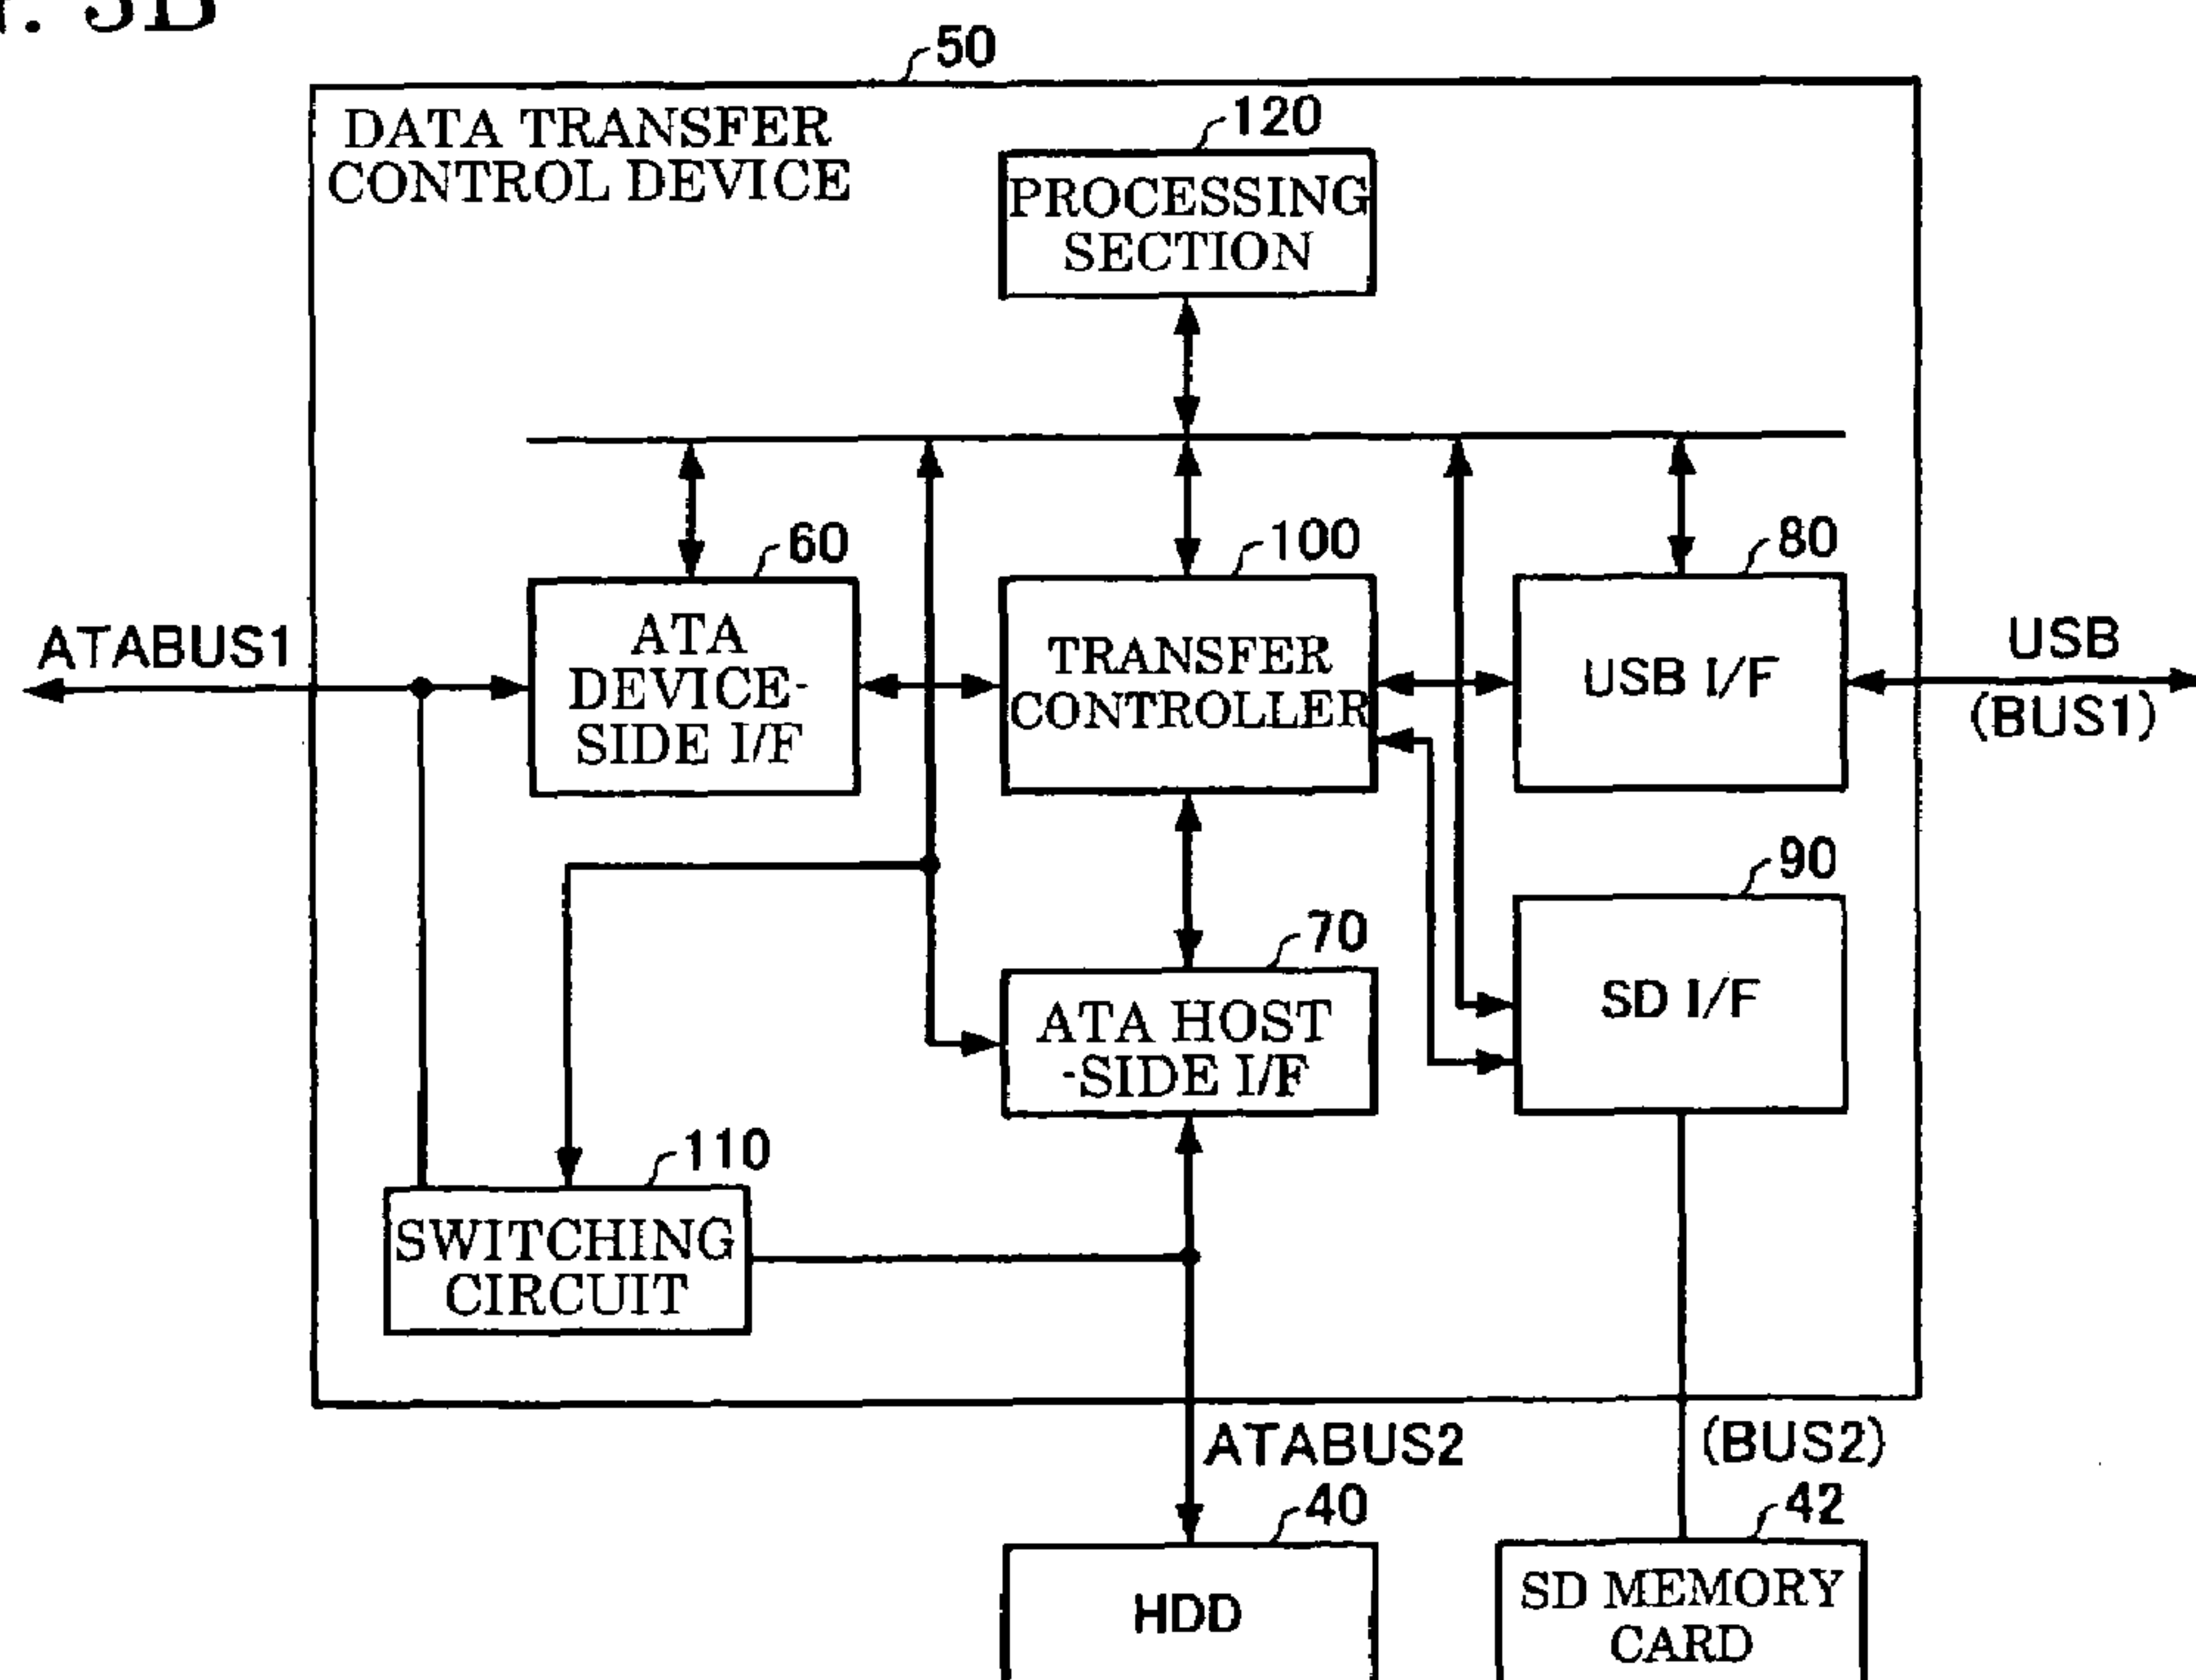 . 3B
50
DATA TRANSFER
CONTROL DEVICE
120
PROCESSING
SECTION
60
100
80
ATABUS1
ATA
DEVICE-
SIDE I/F
TRANSFER
CONTROLLER
USB I/F
USB
(BUS1)
90
70
SD I/F
ATA HOST
-SIDE I/F
110
SWITCHING
CIRCUIT
ATABUS2
(BUS2)
40
42
HDD
SD MEMORY
CARD